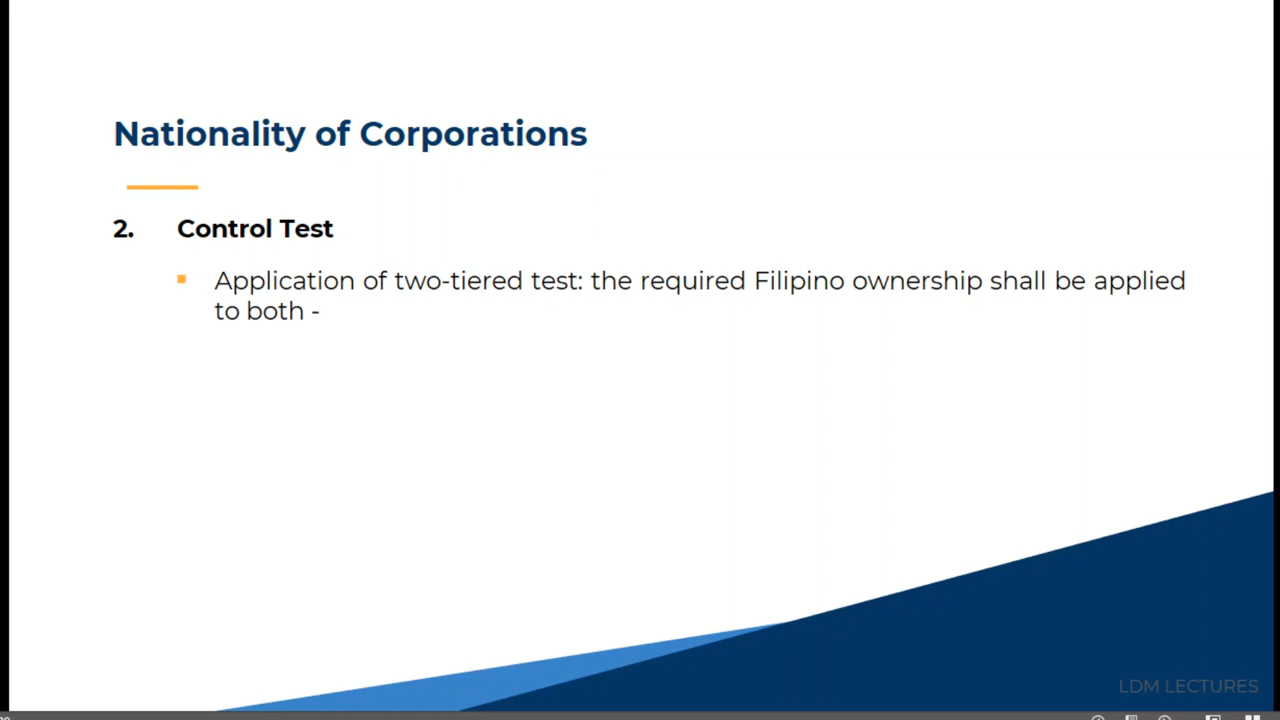 Nationality of Corporations
2. Control Test
▪ Application of two-tiered test: the required Filipino ownership shall be applied
to both -
LDM LECTURES